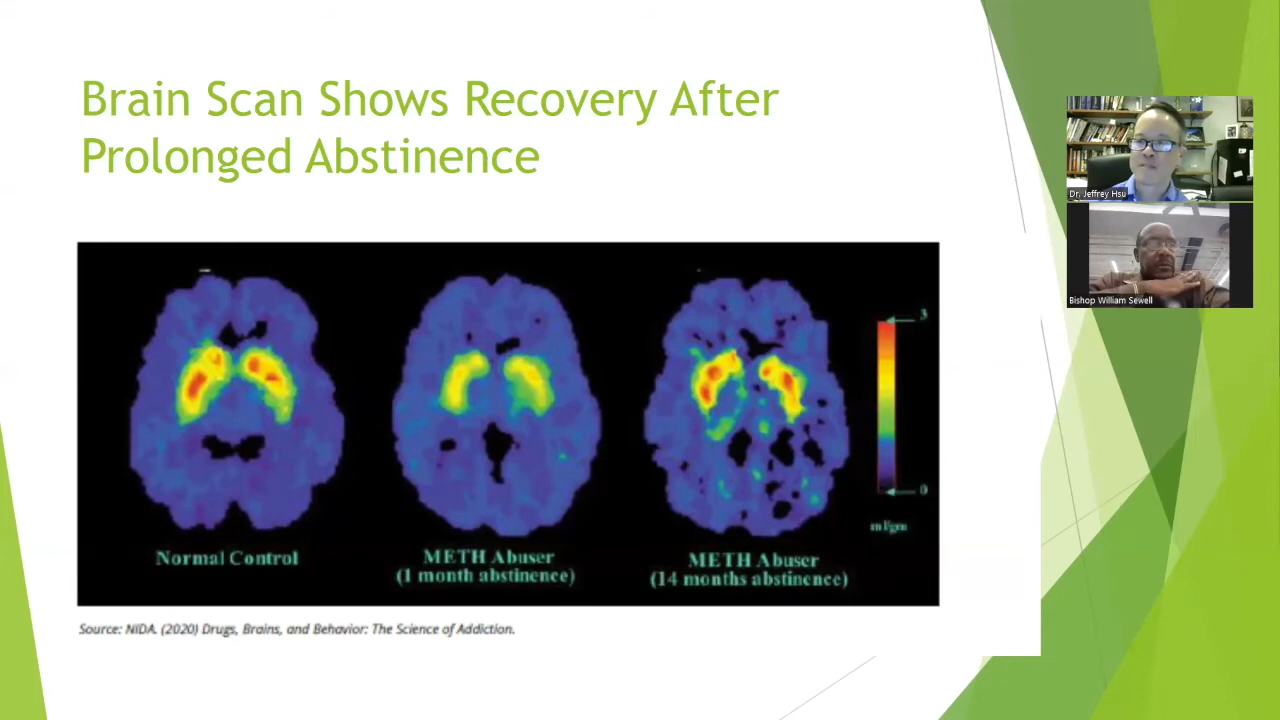 Brain Scan Shows Recovery After
Prolonged Abstinence
Dr. Jeffrey Hsu
Bishop William Sewell
3
0
ml/gm
Normal Control
METH Abuser
(1 month abstinence)
METH Abuser
(14 months abstinence)
Source: NIDA. (2020) Drugs, Brains, and Behavior: The Science of Addiction.